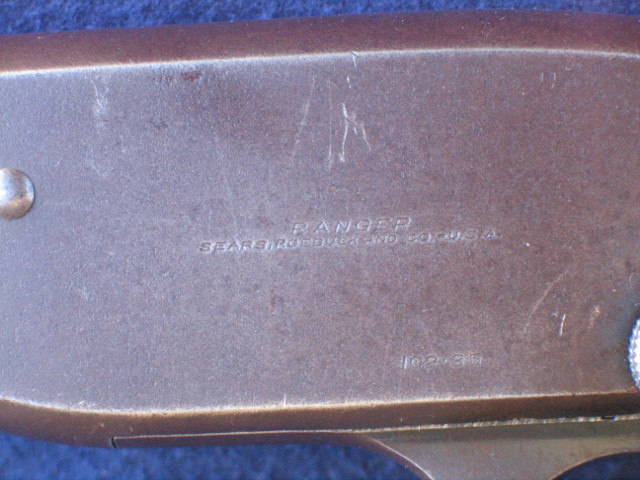 RANGER
SEARS, ROEBUCK AND CO.-U.S.A.
102·35